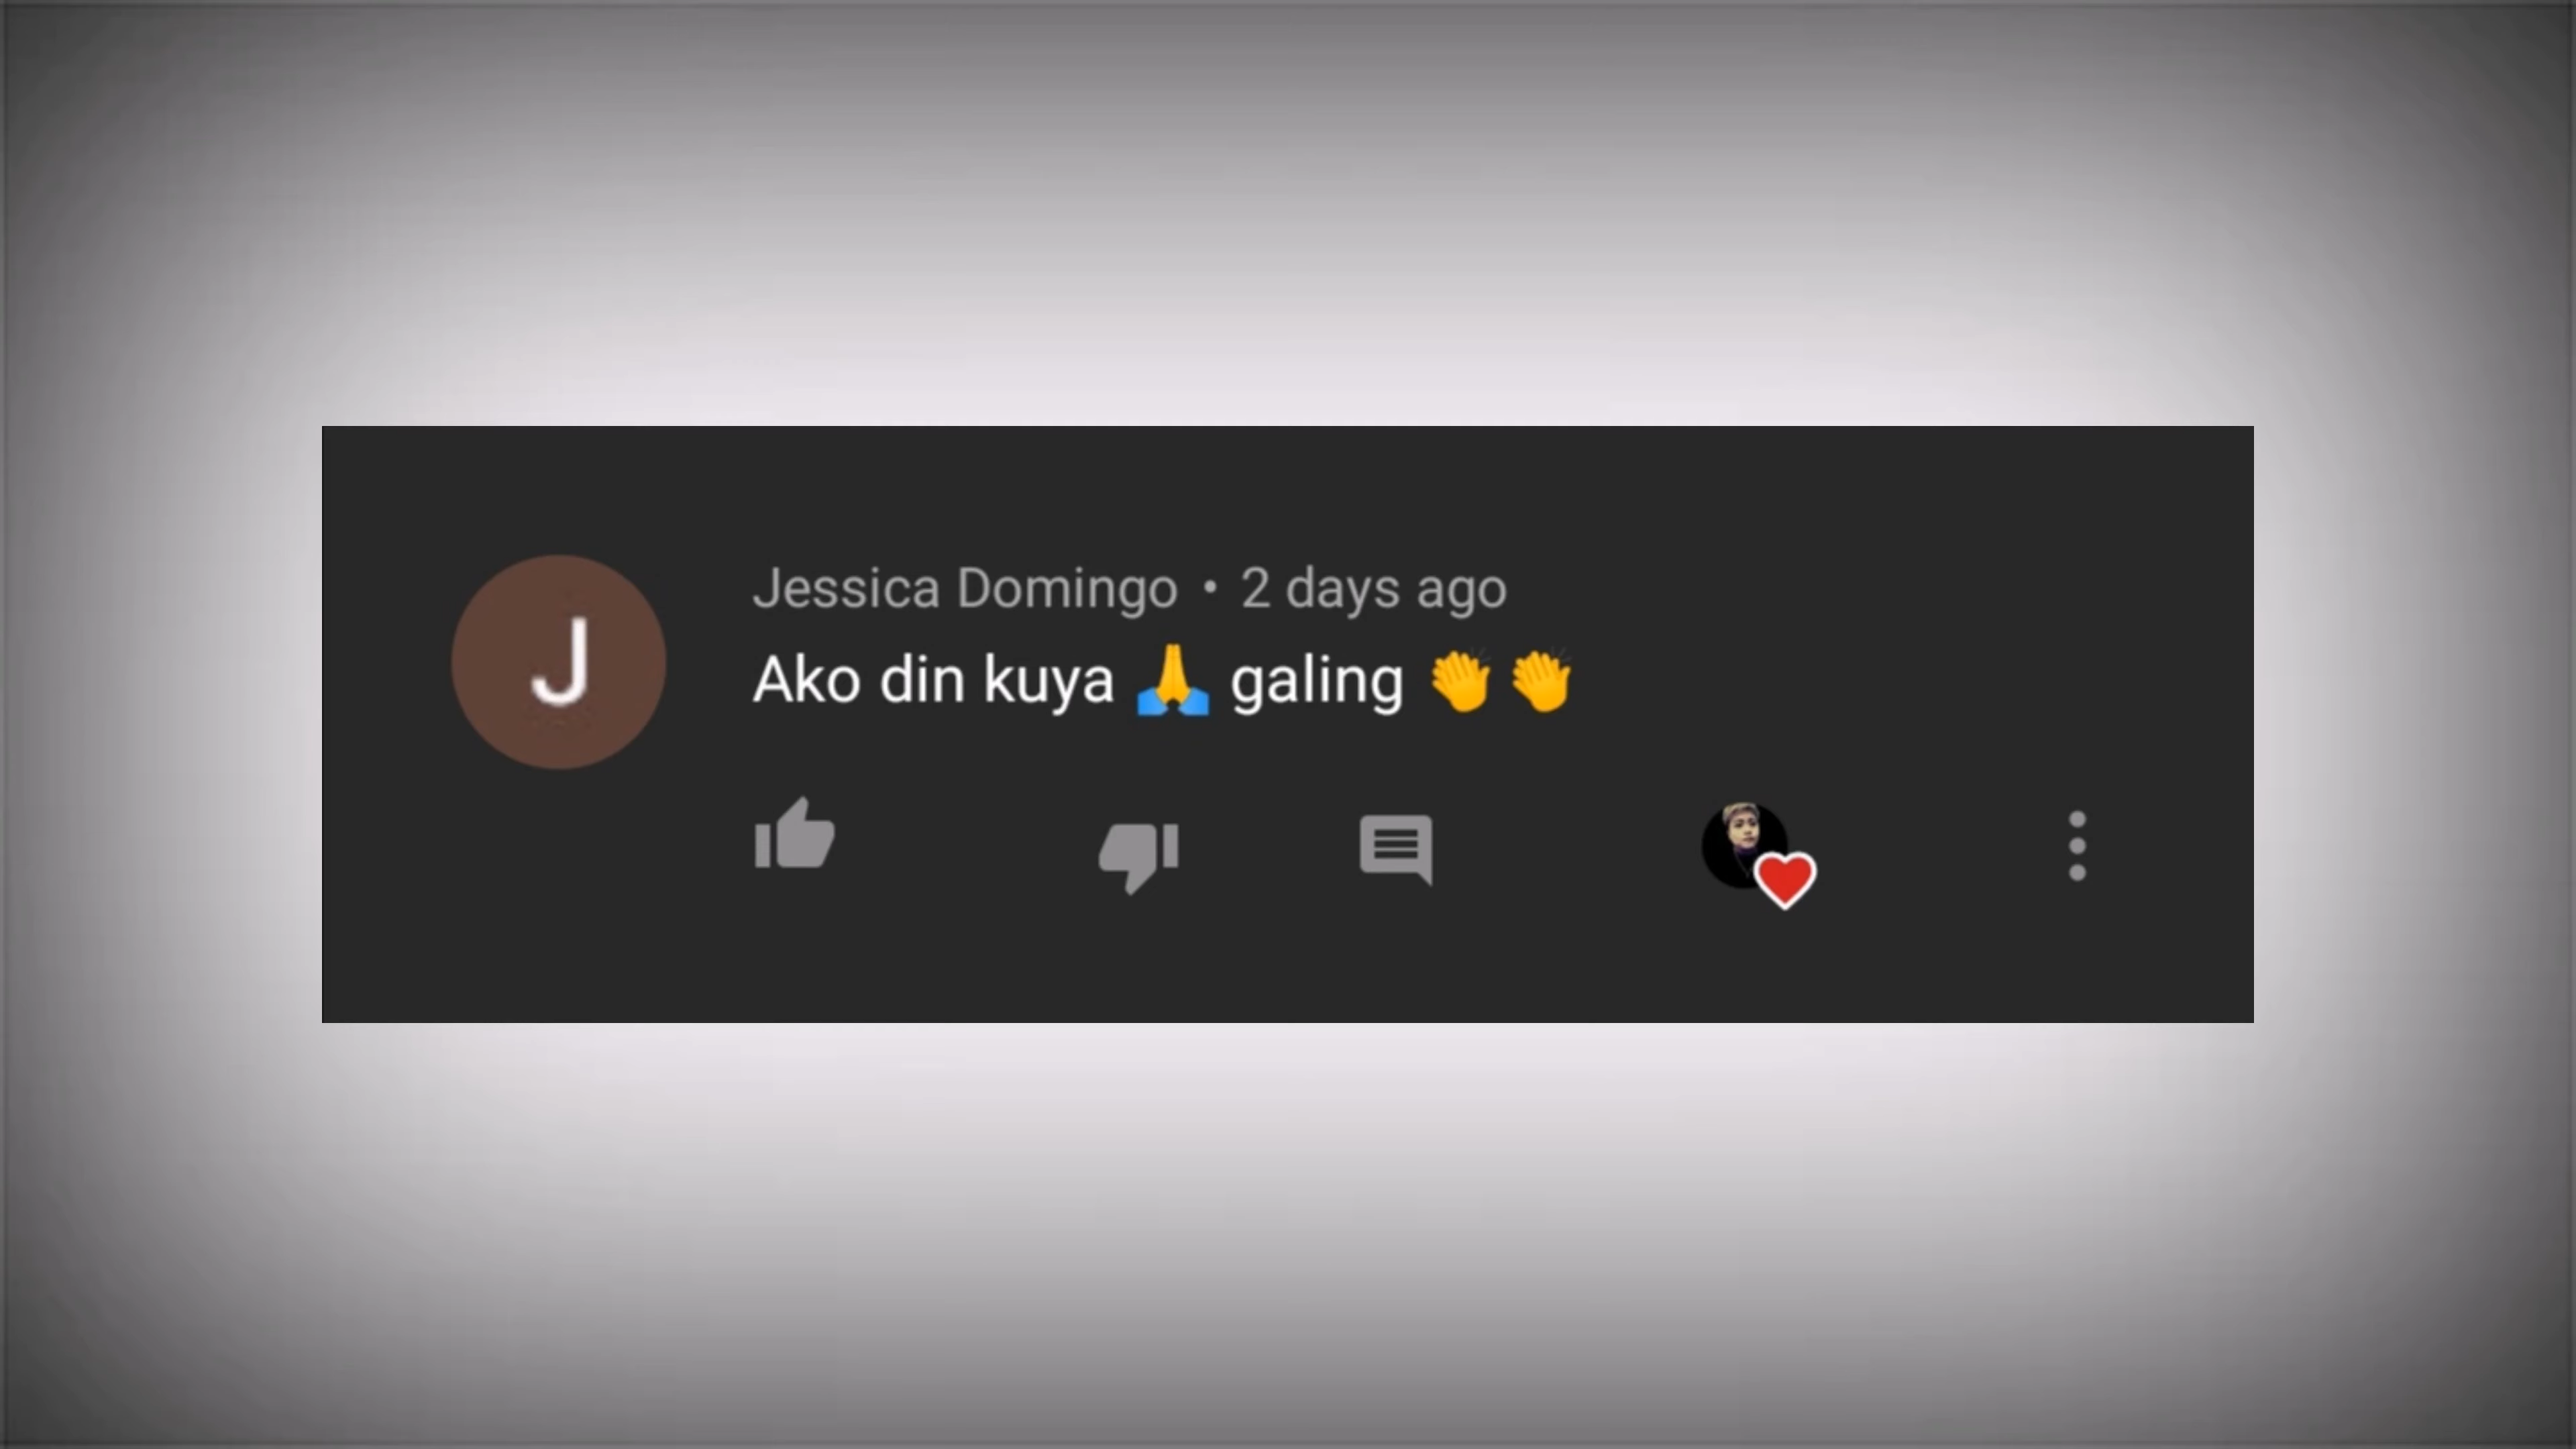 J
Jessica Domingo • 2 days ago
Ako din kuya 🙏 galing 👏👏